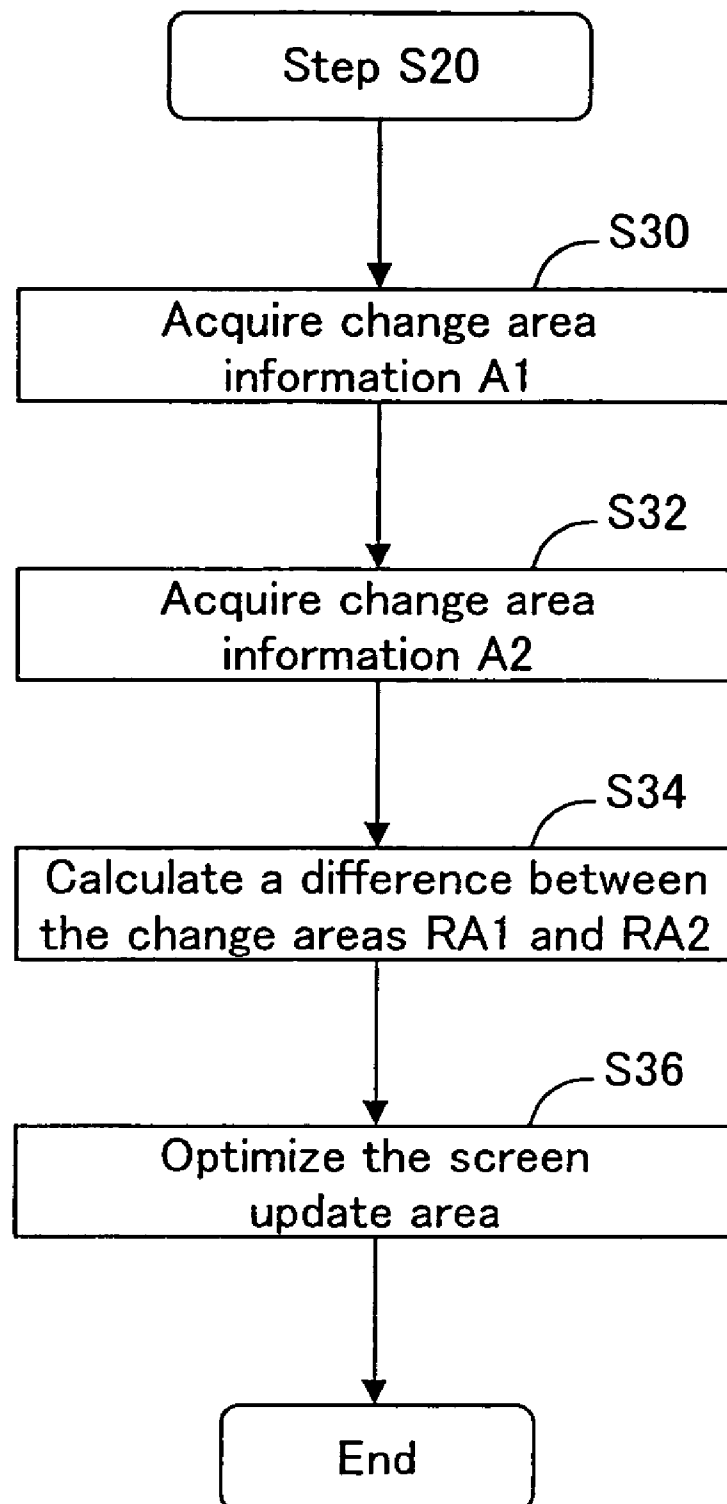 Step S20
S30
Acquire change area
information A1
S32
Acquire change area
information A2
S34
Calculate a difference between
the change areas RA1 and RA2
S36
Optimize the screen
update area
End